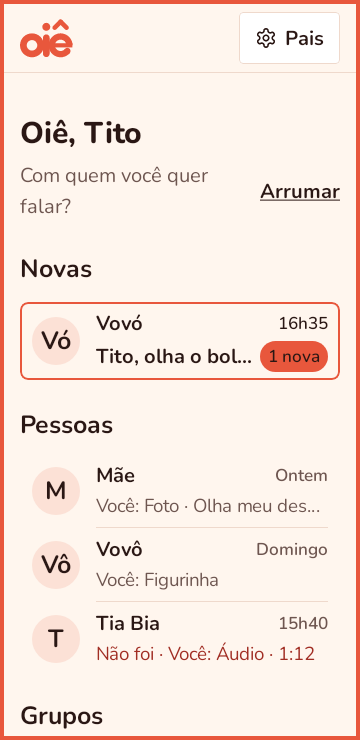 oiê
Pais
Oiê, Tito
Com quem você quer
falar?
Arrumar
Novas
Vó
Vovó
16h35
Tito, olha o bol...
1 nova
Pessoas
M
Mãe
Ontem
Você: Foto · Olha meu des...
Vô
Vovô
Domingo
Você: Figurinha
T
Tia Bia
15h40
Não foi · Você: Áudio · 1:12
Grupos